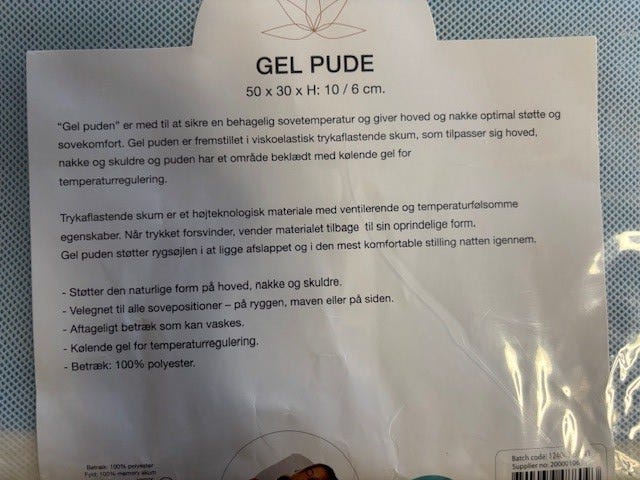 GEL PUDE
50 x 30 x H: 10 / 6 cm.
"Gel puden" er med til at sikre en behagelig sovetemperatur og giver hoved og nakke optimal støtte og
sovekomfort. Gel puden er fremstillet i viskoelastisk trykaflastende skum, som tilpasser sig hoved,
nakke og skuldre og puden har et område beklædt med kølende gel for
temperaturregulering.
Trykaflastende skum er et højteknologisk materiale med ventilerende og temperaturfølsomme
egenskaber. Når trykket forsvinder, vender materialet tilbage til sin oprindelige form.
Gel puden støtter rygsøjlen i at ligge afslappet og i den mest komfortable stilling natten igennem.
- Støtter den naturlige form på hoved, nakke og skuldre.
- Velegnet til alle sovepositioner – på ryggen, maven eller på siden.
- Aftageligt betræk som kan vaskes.
- Kølende gel for temperaturregulering.
- Betræk: 100% polyester.
Betræk: 100% polyester
Fyld: 100% memory skum
Batch code:
Supplier no: